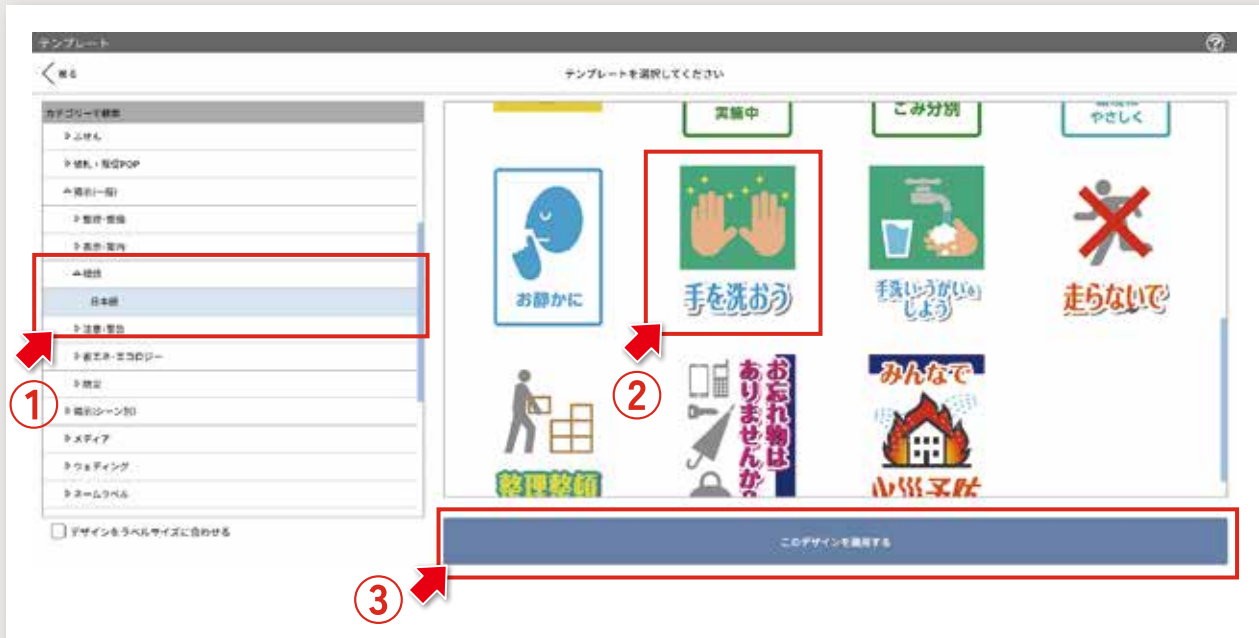 テンプレート
戻る
テンプレートを選択してください
カテゴリーで検索
ふせん
値札・販促POP
掲示(一般)
整理・整備
表示・案内
標語
日本語
注意・警告
省エネ・エコロジー
防災
掲示(シーン別)
メディア
ウェディング
ネームラベル
デザインをラベルサイズに合わせる
実施中
ごみ分別
やさしく
お静かに
手を洗おう
手洗い・うがいを
しよう
走らないで
整理整頓
お忘れ物は
ありませんか?
みんなで
火災予防
このデザインを適用する
①
②
③